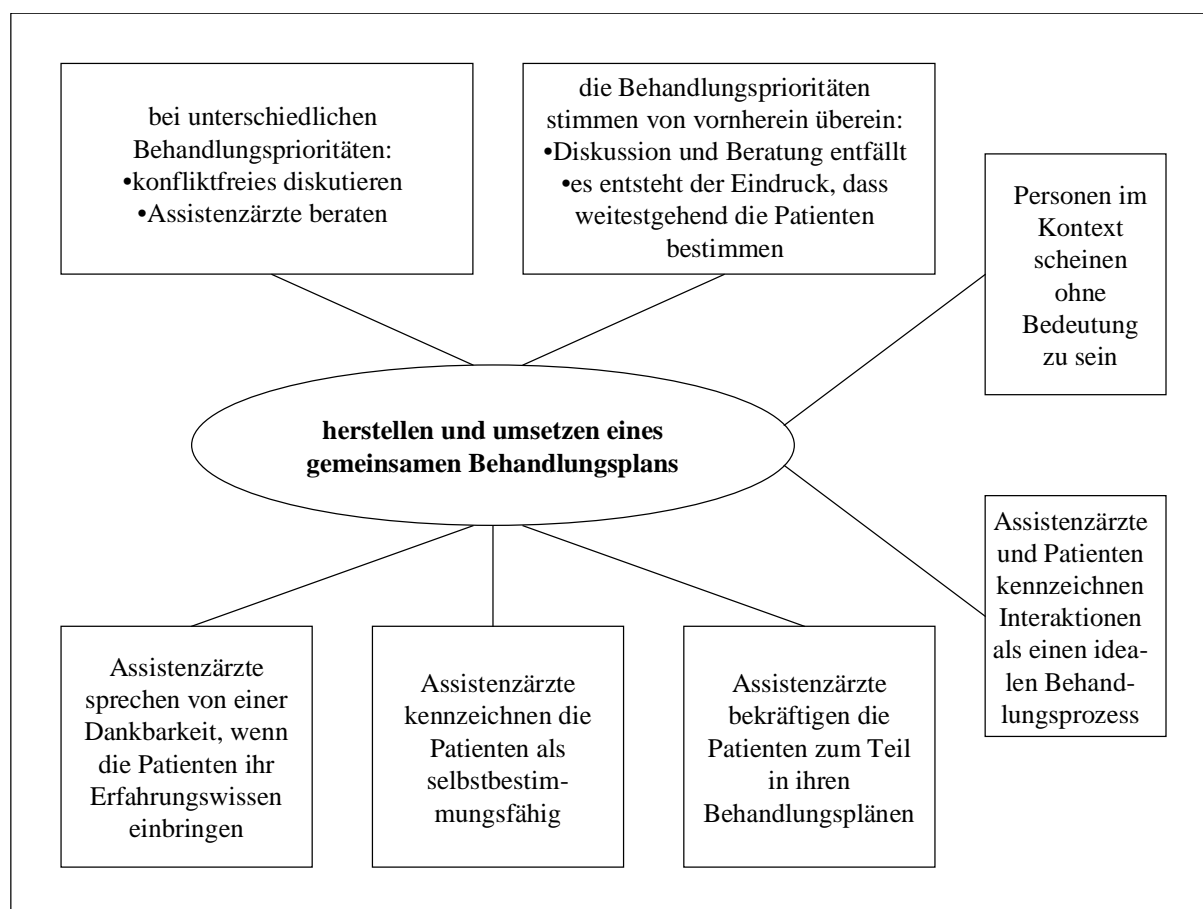 bei unterschiedlichen
Behandlungsprioritäten:
•konfliktfreies diskutieren
•Assistenzärzte beraten
die Behandlungsprioritäten
stimmen von vornherein überein:
•Diskussion und Beratung entfällt
•es entsteht der Eindruck, dass
weitestgehend die Patienten
bestimmen
Personen im
Kontext
scheinen
ohne
Bedeutung
zu sein
herstellen und umsetzen eines
gemeinsamen Behandlungsplans
Assistenzärzte
und Patienten
kennzeichnen
Interaktionen
als einen idea-
len Behand-
lungsprozess
Assistenzärzte
sprechen von einer
Dankbarkeit, wenn
die Patienten ihr
Erfahrungswissen
einbringen
Assistenzärzte
kennzeichnen die
Patienten als
selbstbestim-
mungsfähig
Assistenzärzte
bekräftigen die
Patienten zum Teil
in ihren
Behandlungsplänen